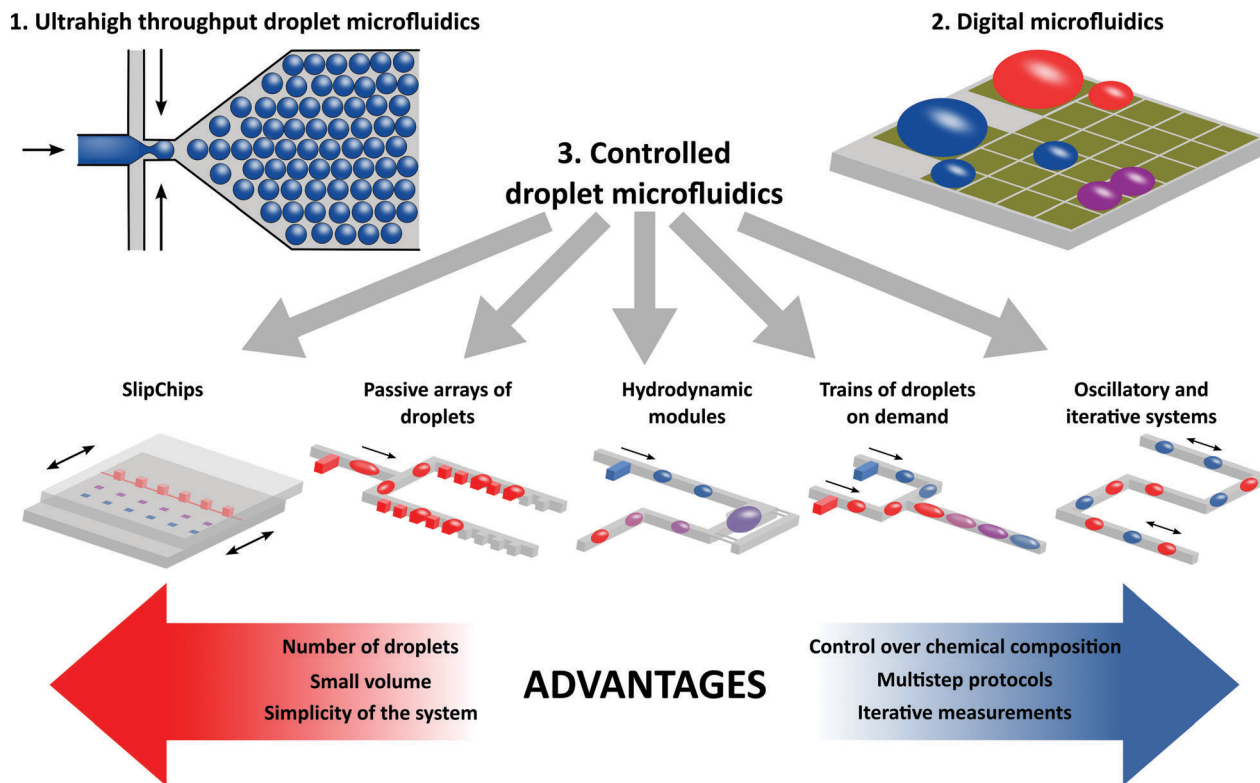 1. Ultrahigh throughput droplet microfluidics
2. Digital microfluidics
3. Controlled
droplet microfluidics
SlipChips
Passive arrays of
droplets
Hydrodynamic
modules
Trains of droplets
on demand
Oscillatory and
iterative systems
Number of droplets
Small volume
Simplicity of the system
ADVANTAGES
Control over chemical composition
Multistep protocols
Iterative measurements